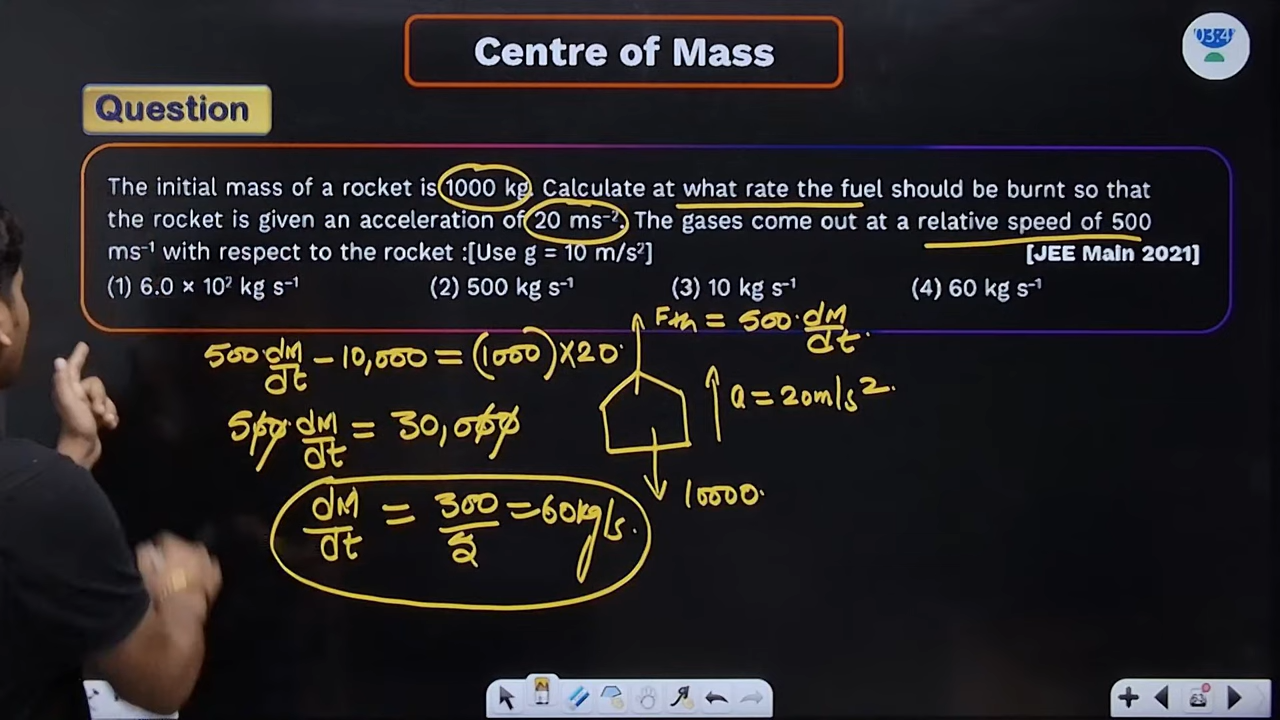 Centre of Mass
Question
The initial mass of a rocket is 1000 kg. Calculate at what rate the fuel should be burnt so that
the rocket is given an acceleration of 20 ms⁻². The gases come out at a relative speed of 500
ms⁻¹ with respect to the rocket :[Use g = 10 m/s²]
[JEE Main 2021]
(1) 6.0 × 10² kg s⁻¹ (2) 500 kg s⁻¹ (3) 10 kg s⁻¹ (4) 60 kg s⁻¹
Fth = 500·dM/dt.
500·dM/dt - 10,000 = (1000)×20·
a = 20m/s².
500·dM/dt = 30,000
10000·
dM/dt = 300/5 = 60kg/s.
63